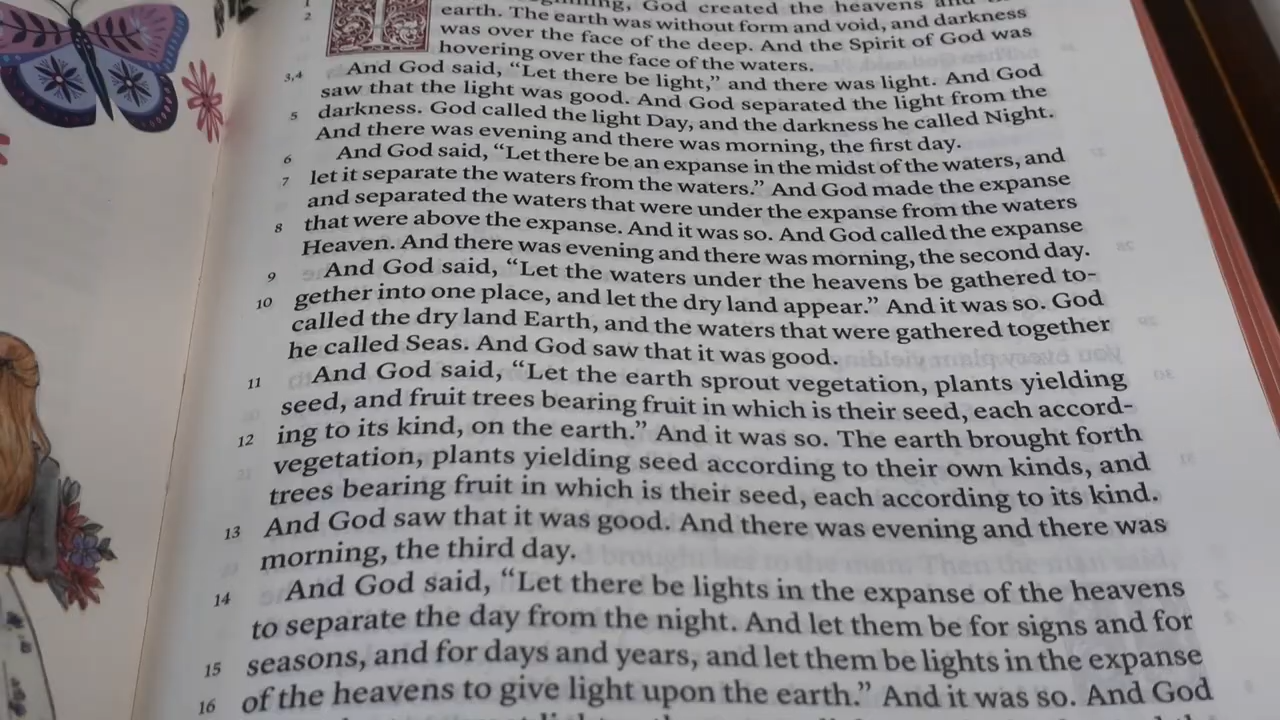 1 God created the heavens
2 earth. The earth was without form and void, and darkness
was over the face of the deep. And the Spirit of God was
hovering over the face of the waters.
3,4 And God said, “Let there be light,” and there was light. And God
saw that the light was good. And God separated the light from the
5 darkness. God called the light Day, and the darkness he called Night.
And there was evening and there was morning, the first day.
6 And God said, “Let there be an expanse in the midst of the waters, and
7 let it separate the waters from the waters.” And God made the expanse
and separated the waters that were under the expanse from the waters
8 that were above the expanse. And it was so. And God called the expanse
Heaven. And there was evening and there was morning, the second day.
9 And God said, “Let the waters under the heavens be gathered to-
10 gether into one place, and let the dry land appear.” And it was so. God
called the dry land Earth, and the waters that were gathered together
he called Seas. And God saw that it was good.
11 And God said, “Let the earth sprout vegetation, plants yielding
seed, and fruit trees bearing fruit in which is their seed, each accord-
12 ing to its kind, on the earth.” And it was so. The earth brought forth
vegetation, plants yielding seed according to their own kinds, and
trees bearing fruit in which is their seed, each according to its kind.
13 And God saw that it was good. And there was evening and there was
morning, the third day.
14 And God said, “Let there be lights in the expanse of the heavens
to separate the day from the night. And let them be for signs and for
15 seasons, and for days and years, and let them be lights in the expanse
16 of the heavens to give light upon the earth.” And it was so. And God